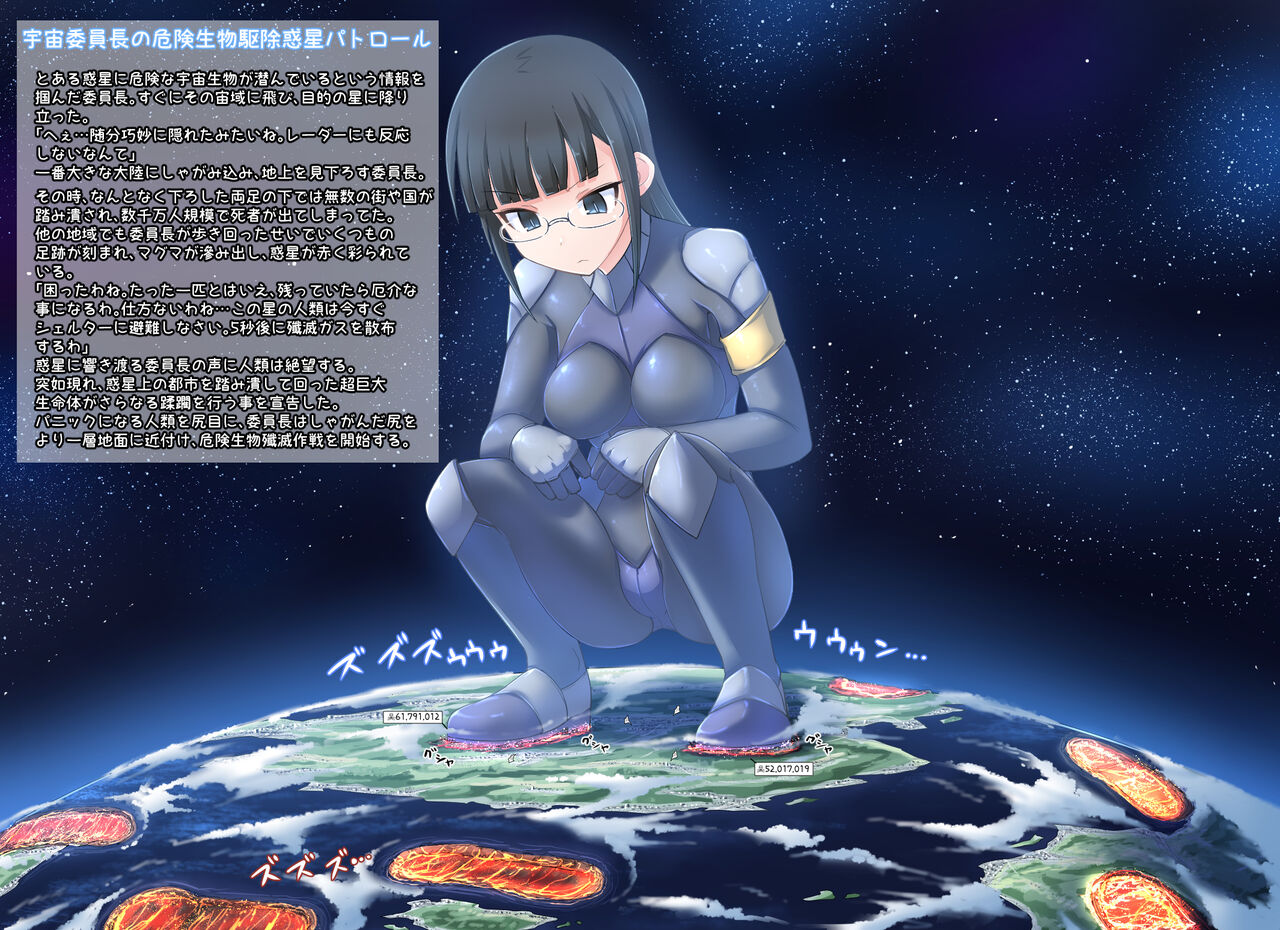 宇宙委員長の危険生物駆除惑星パトロール
とある惑星に危険な宇宙生物が潜んでいるという情報を
掴んだ委員長。すぐにその宙域に飛び、目的の星に降り
立った。
「へぇ…随分巧妙に隠れたみたいね。レーダーにも反応
しないなんて」
一番大きな大陸にしゃがみ込み、地上を見下ろす委員長。
その時、なんとなく下ろした両足の下では無数の街や国が
踏み潰され、数千万人規模で死者が出てしまってた。
他の地域でも委員長が歩き回ったせいでいくつもの
足跡が刻まれ、マグマが滲み出し、惑星が赤く彩られて
いる。
「困ったわね。たった一匹とはいえ、残っていたら厄介な
事になるわ。仕方ないわね…この星の人類は今すぐ
シェルターに避難しなさい。5秒後に殲滅ガスを散布
するわ」
惑星に響き渡る委員長の声に人類は絶望する。
突如現れ、惑星上の都市を踏み潰して回った超巨大
生命体がさらなる蹂躙を行う事を宣告した。
パニックになる人類を尻目に、委員長はしゃがんだ尻を
より一層地面に近付け、危険生物殲滅作戦を開始する。
ズズズゥゥゥ
ゥゥゥン…
61,791,012
グシャ
グシャ
グシャ
グシャ
52,017,019
ズズズ…